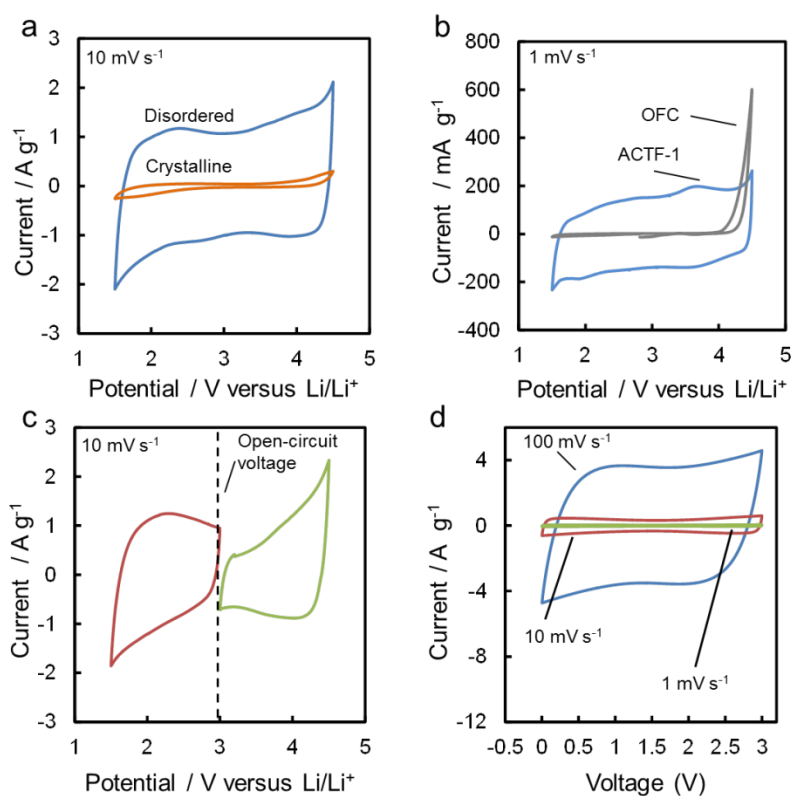 a
10 mV s⁻¹
Disordered
Crystalline
3
2
1
0
-1
-2
-3
1 2 3 4 5
Current / A g⁻¹
Potential / V versus Li/Li⁺
b
1 mV s⁻¹
OFC
ACTF-1
800
600
400
200
0
-200
-400
1 2 3 4 5
Current / mA g⁻¹
Potential / V versus Li/Li⁺
c
10 mV s⁻¹
Open-circuit
voltage
3
2
1
0
-1
-2
-3
1 2 3 4 5
Current / A g⁻¹
Potential / V versus Li/Li⁺
d
100 mV s⁻¹
10 mV s⁻¹
1 mV s⁻¹
4
0
-4
-8
-12
-0.5 0 0.5 1 1.5 2 2.5 3
Current / A g⁻¹
Voltage (V)